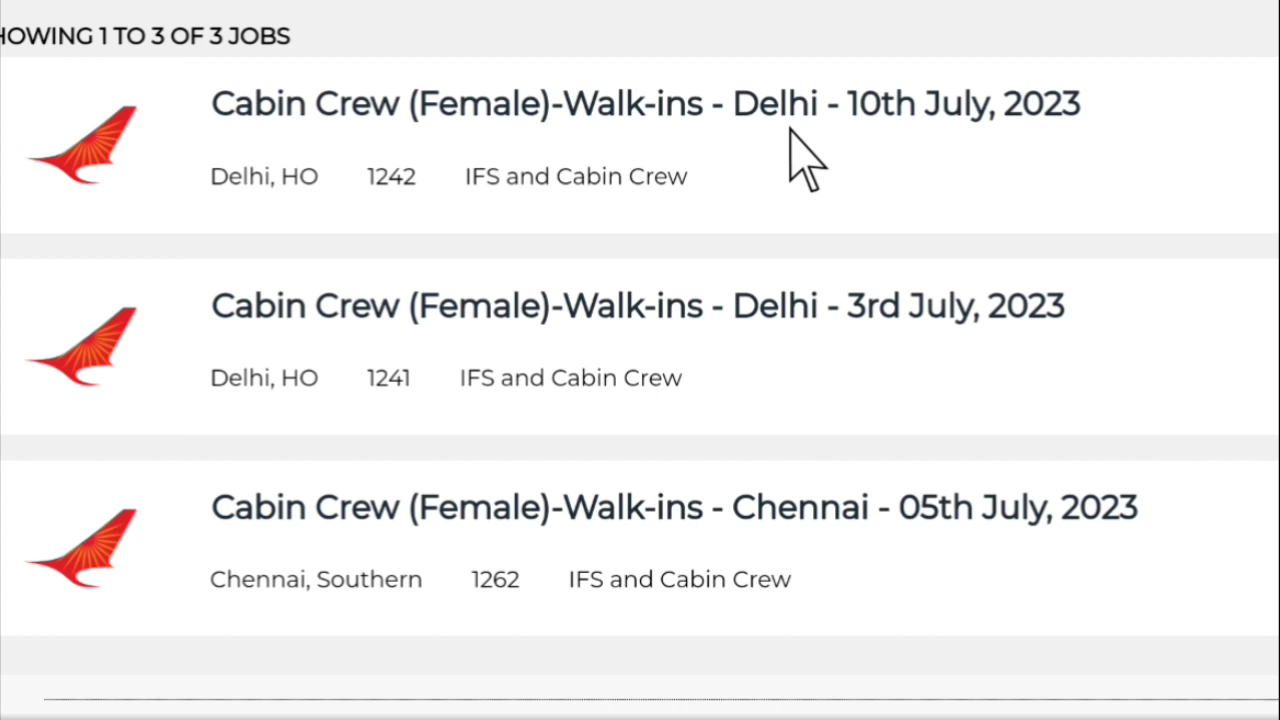 HOWING 1 TO 3 OF 3 JOBS
Cabin Crew (Female)-Walk-ins - Delhi - 10th July, 2023
Delhi, HO 1242 IFS and Cabin Crew
Cabin Crew (Female)-Walk-ins - Delhi - 3rd July, 2023
Delhi, HO 1241 IFS and Cabin Crew
Cabin Crew (Female)-Walk-ins - Chennai - 05th July, 2023
Chennai, Southern 1262 IFS and Cabin Crew